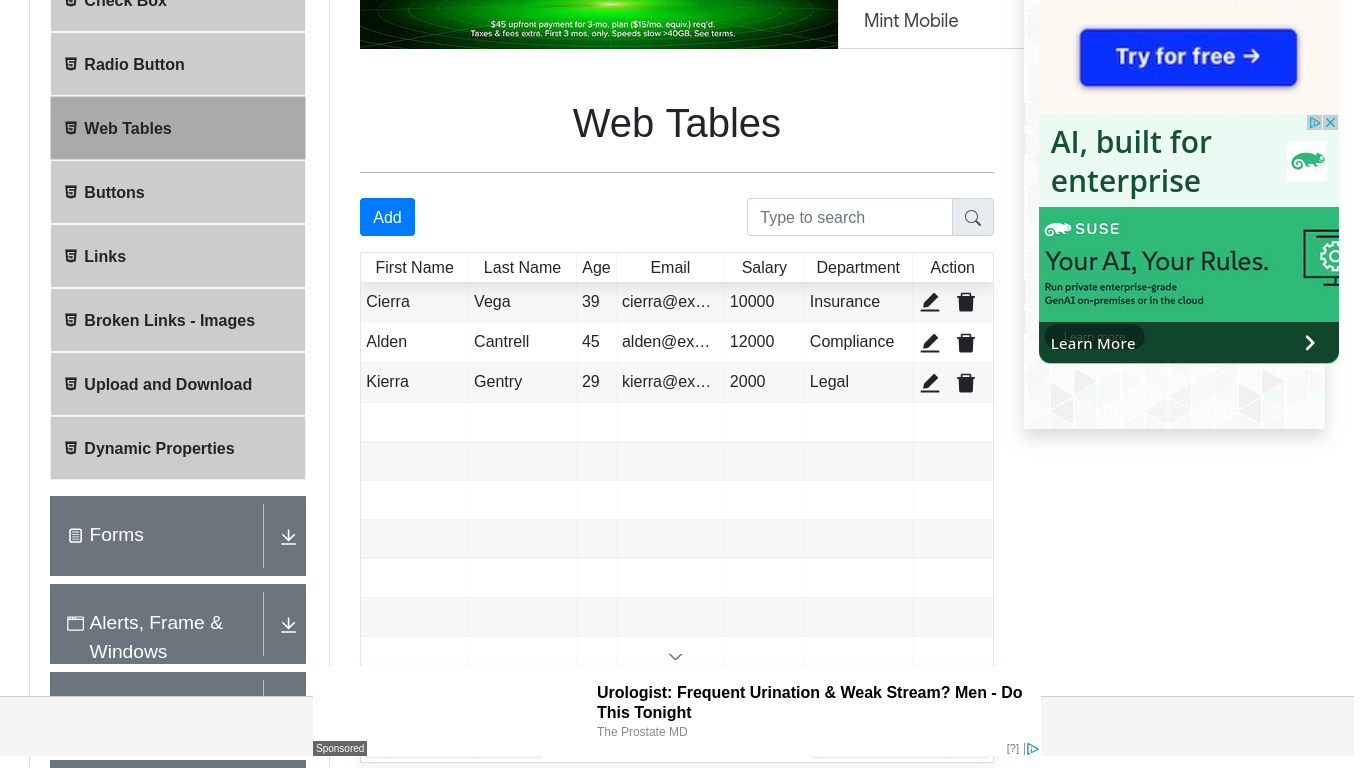 Check Box
Radio Button
Web Tables
Buttons
Links
Broken Links - Images
Upload and Download
Dynamic Properties
Forms
Alerts, Frame &
Windows
$45 upfront payment for 3-mo. plan ($15/mo. equiv.) req'd.
Taxes & fees extra. First 3 mos. only. Speeds slow >40GB. See terms.
Mint Mobile
Web Tables
Add
Type to search
First Name Last Name Age Email Salary Department Action
Cierra Vega 39 cierra@ex… 10000 Insurance
Alden Cantrell 45 alden@ex… 12000 Compliance
Kierra Gentry 29 kierra@ex… 2000 Legal
Try for free →
AI, built for
enterprise
SUSE
Your AI, Your Rules.
Run private enterprise-grade
GenAI on-premises or in the cloud
Learn more
Learn More
Urologist: Frequent Urination & Weak Stream? Men - Do
This Tonight
The Prostate MD
Sponsored
[?]